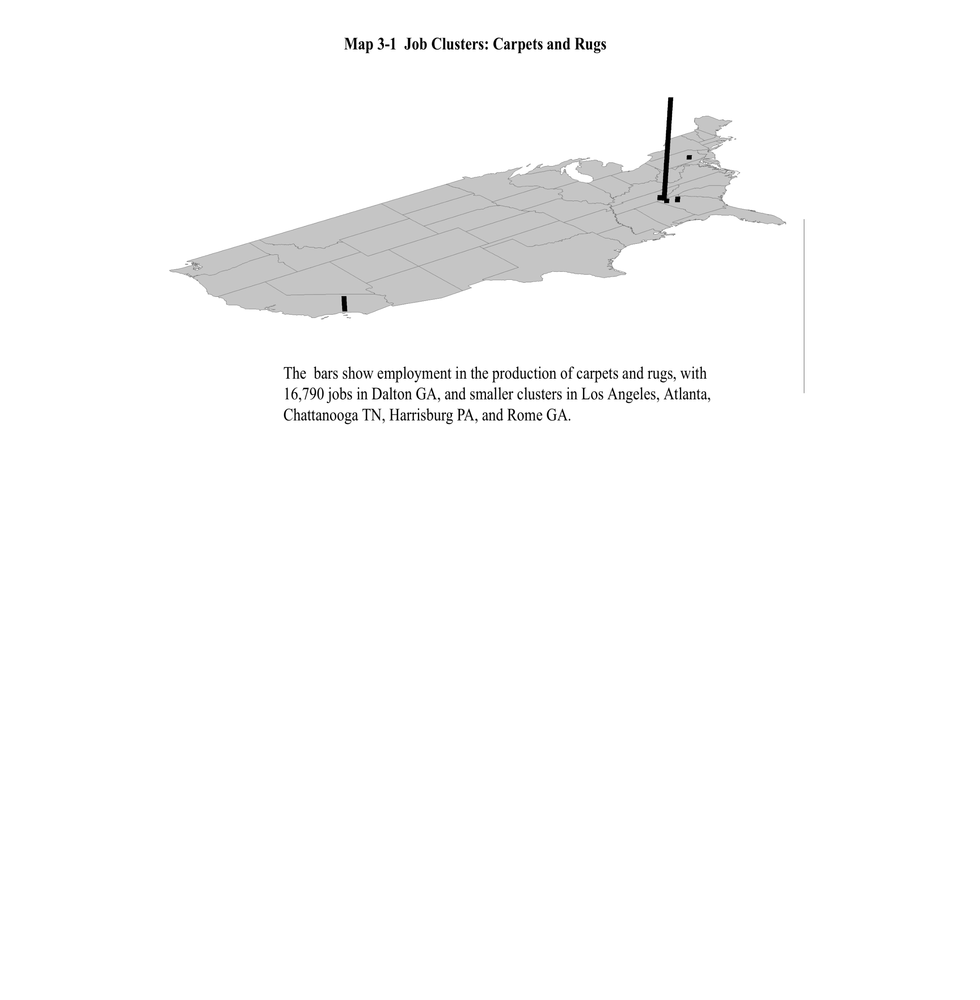 Map 3-1  Job Clusters: Carpets and Rugs
The  bars show employment in the production of carpets and rugs, with
16,790 jobs in Dalton GA, and smaller clusters in Los Angeles, Atlanta,
Chattanooga TN, Harrisburg PA, and Rome GA.